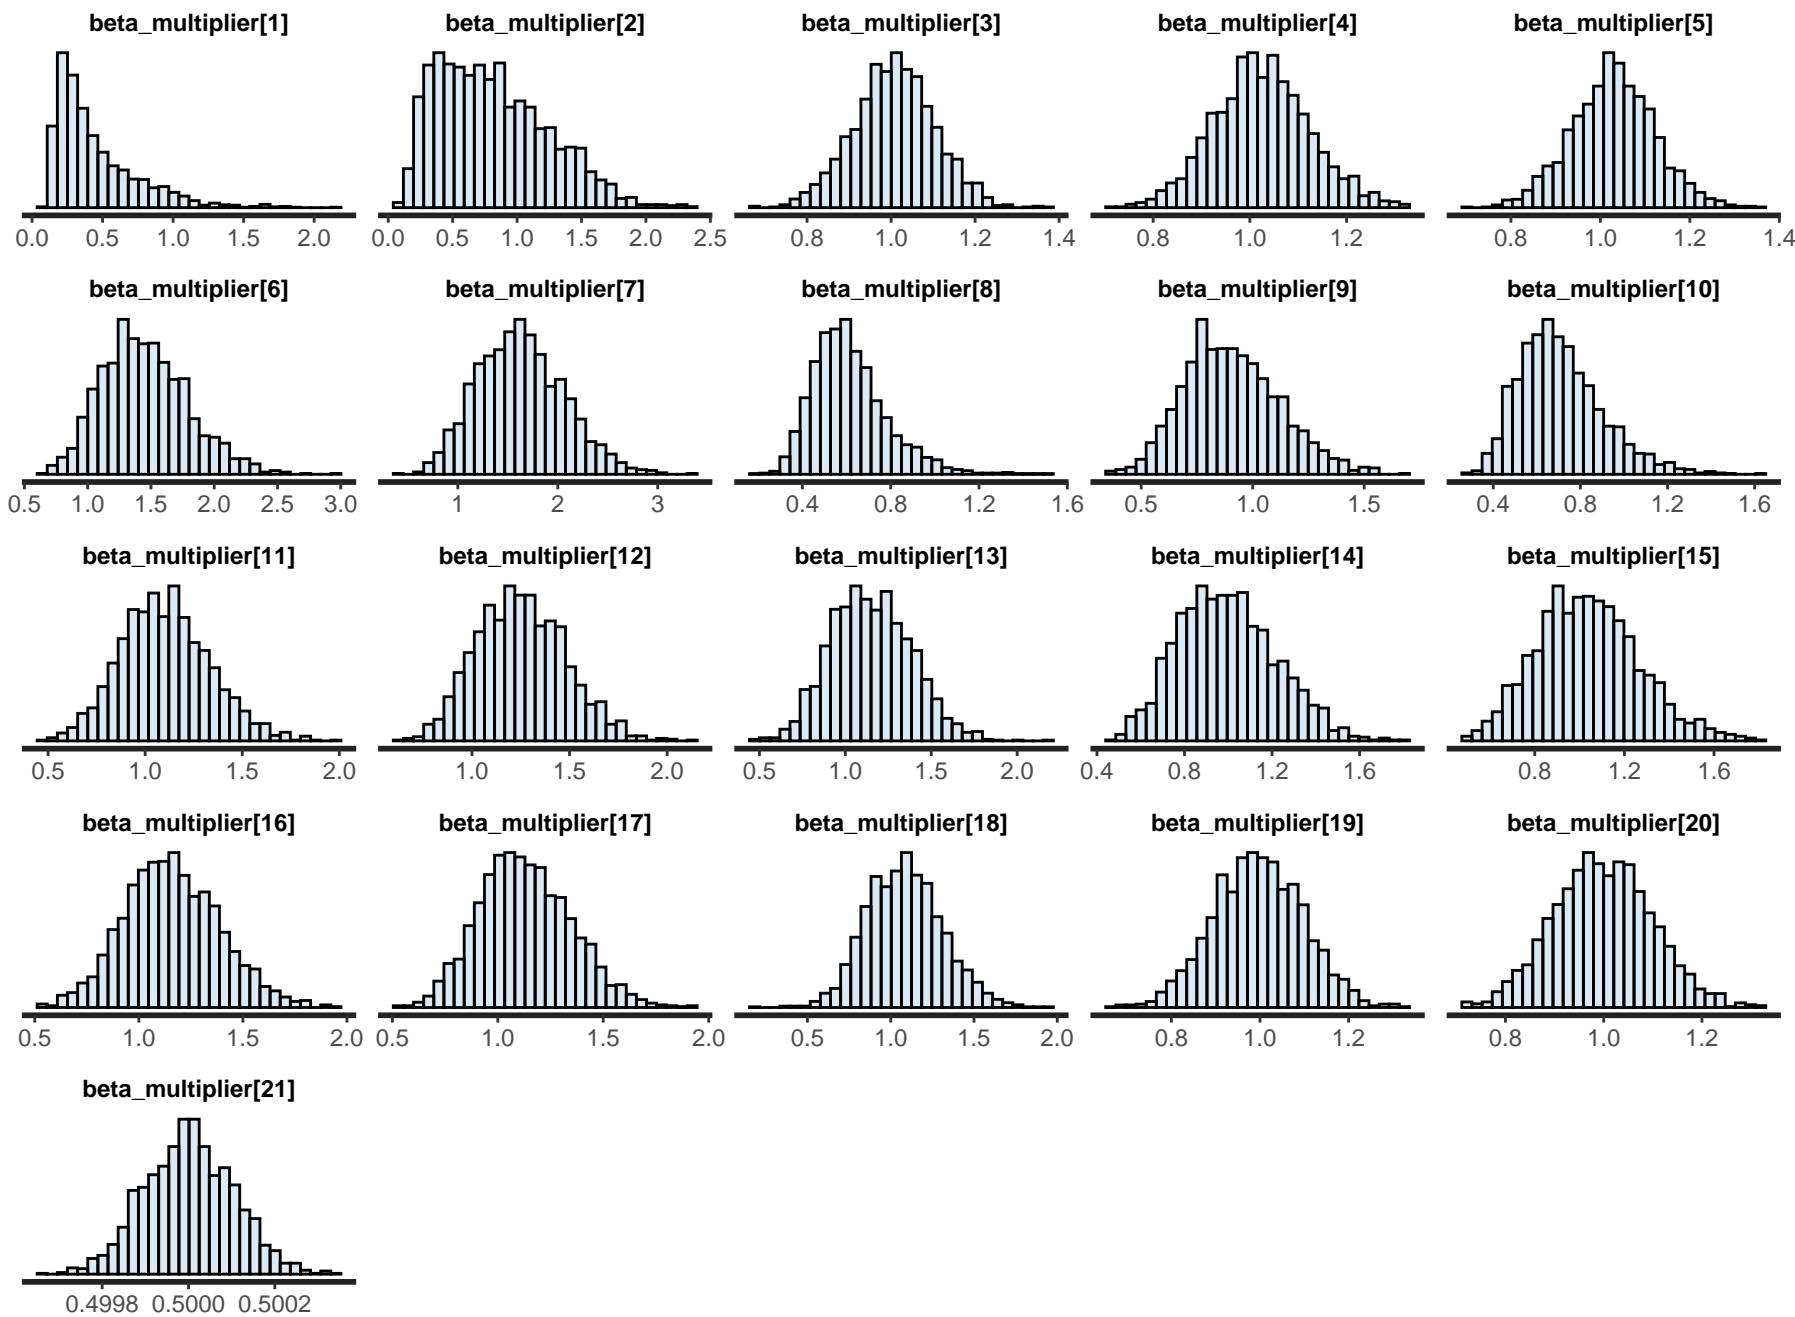 beta_multiplier[1] beta_multiplier[2] beta_multiplier[3] beta_multiplier[4] beta_multiplier[5]
0.0 0.5 1.0 1.5 2.0 0.0 0.5 1.0 1.5 2.0 2.5 0.8 1.0 1.2 1.4 0.8 1.0 1.2 0.8 1.0 1.2 1.4
beta_multiplier[6] beta_multiplier[7] beta_multiplier[8] beta_multiplier[9] beta_multiplier[10]
0.5 1.0 1.5 2.0 2.5 3.0 1 2 3 0.4 0.8 1.2 1.6 0.5 1.0 1.5 0.4 0.8 1.2 1.6
beta_multiplier[11] beta_multiplier[12] beta_multiplier[13] beta_multiplier[14] beta_multiplier[15]
0.5 1.0 1.5 2.0 1.0 1.5 2.0 0.5 1.0 1.5 2.0 0.4 0.8 1.2 1.6 0.8 1.2 1.6
beta_multiplier[16] beta_multiplier[17] beta_multiplier[18] beta_multiplier[19] beta_multiplier[20]
0.5 1.0 1.5 2.0 0.5 1.0 1.5 2.0 0.5 1.0 1.5 2.0 0.8 1.0 1.2 0.8 1.0 1.2
beta_multiplier[21]
0.4998 0.5000 0.5002